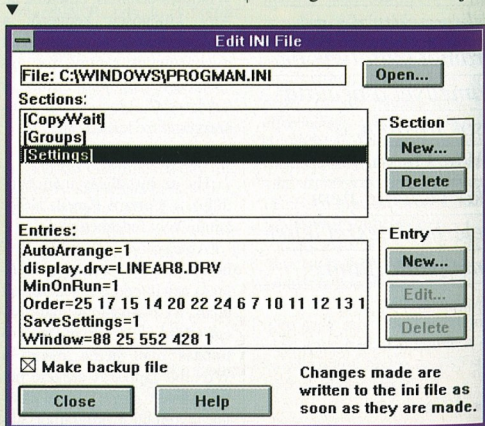 Edit INI File
File: C:\WINDOWS\PROGMAN.INI
Open...
Sections:
[CopyWait]
[Groups]
[Settings]
Section
New...
Delete
Entries:
AutoArrange=1
display.drv=LINEAR8.DRV
MinOnRun=1
Order=25 17 15 14 20 22 24 6 7 10 11 12 13 1
SaveSettings=1
Window=88 25 552 428 1
Entry
New...
Edit...
Delete
Make backup file
Close
Help
Changes made are
written to the ini file as
soon as they are made.